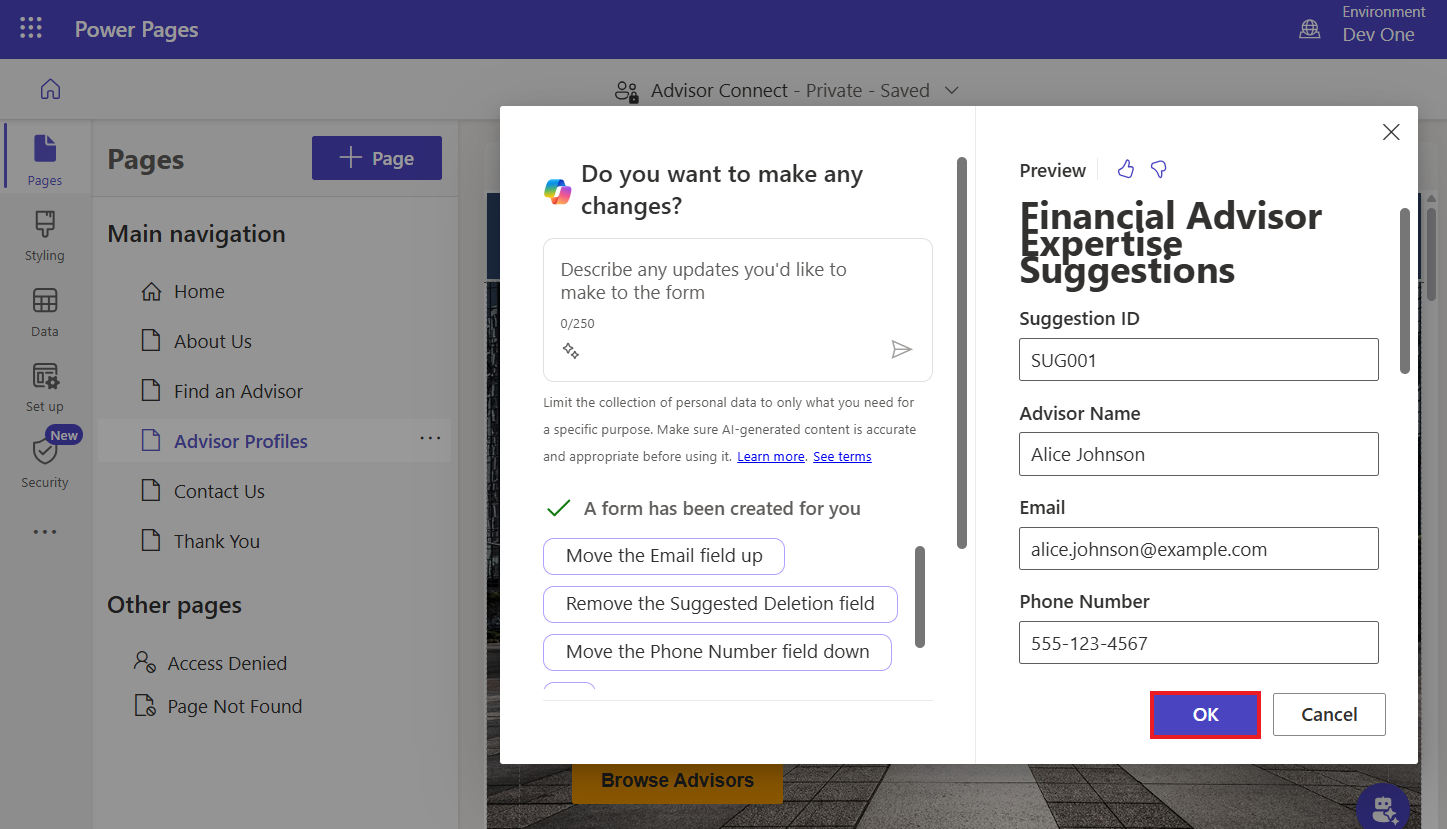 Power Pages
Environment
Dev One
Advisor Connect - Private - Saved
Pages
Styling
Data
Set up
New
Security
Pages
Page
Main navigation
Home
About Us
Find an Advisor
Advisor Profiles
Contact Us
Thank You
Other pages
Access Denied
Page Not Found
Do you want to make any
changes?
Describe any updates you'd like to
make to the form
0/250
Limit the collection of personal data to only what you need for
a specific purpose. Make sure AI-generated content is accurate
and appropriate before using it. Learn more. See terms
A form has been created for you
Move the Email field up
Remove the Suggested Deletion field
Move the Phone Number field down
Preview
Financial Advisor
Expertise
Suggestions
Suggestion ID
SUG001
Advisor Name
Alice Johnson
Email
alice.johnson@example.com
Phone Number
555-123-4567
OK
Cancel
Browse Advisors